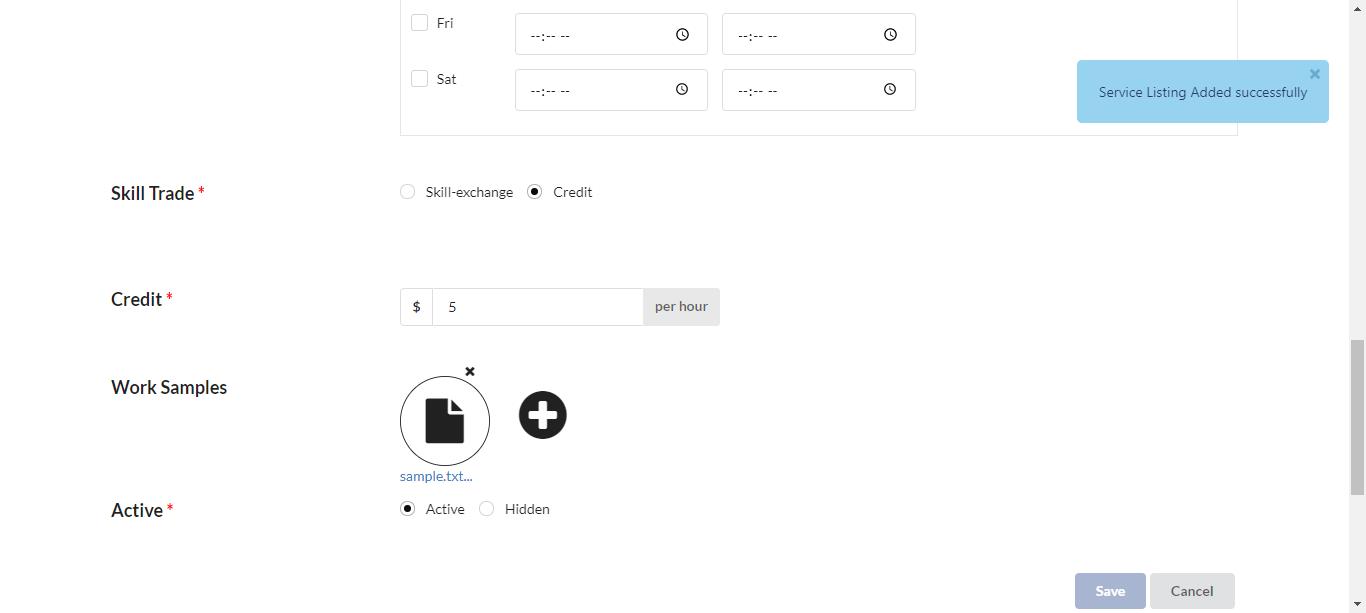 Fri --:-- -- --:-- --
Sat --:-- -- --:-- --
Service Listing Added successfully
Skill Trade * Skill-exchange Credit
Credit * $ 5 per hour
Work Samples
sample.txt...
Active * Active Hidden
Save Cancel